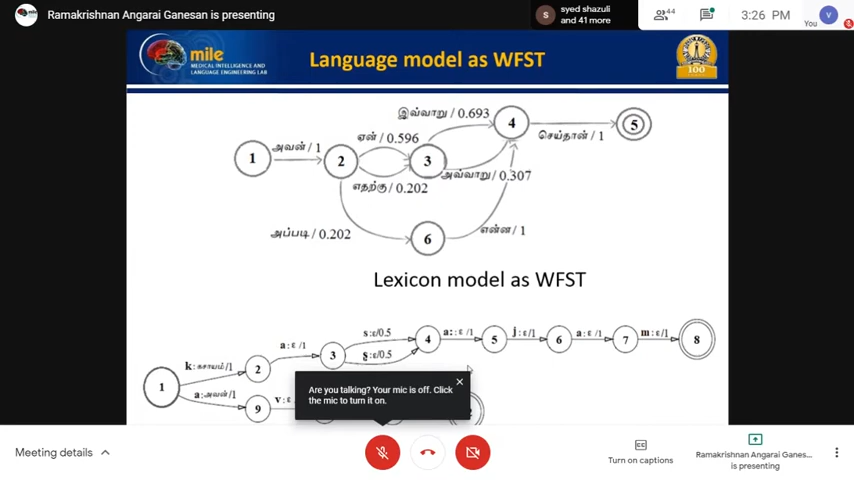 Ramakrishnan Angarai Ganesan is presenting
S
syed shazuli
and 41 more
44
3:26 PM
You
V
mile
MEDICAL INTELLIGENCE AND
LANGUAGE ENGINEERING LAB
Language model as WFST
100
இவ்வாறு / 0.693
ஏன் / 0.596
அவன் / 1
1
2
3
4
5
செய்தான் / 1
எதற்கு / 0.202
அவ்வாறு / 0.307
அப்படி / 0.202
6
என்ன / 1
Lexicon model as WFST
s:ε/0.5
a:ε/1
k:கசாயம்/1
1
2
3
4
a:ːε/1
5
j:ε/1
6
a:ε/1
7
m:ε/1
8
:ε/0.5
a:அவன்/1
9
v:ε
Are you talking? Your mic is off. Click
the mic to turn it on.
Meeting details
Turn on captions
Ramakrishnan Angarai Ganes...
is presenting